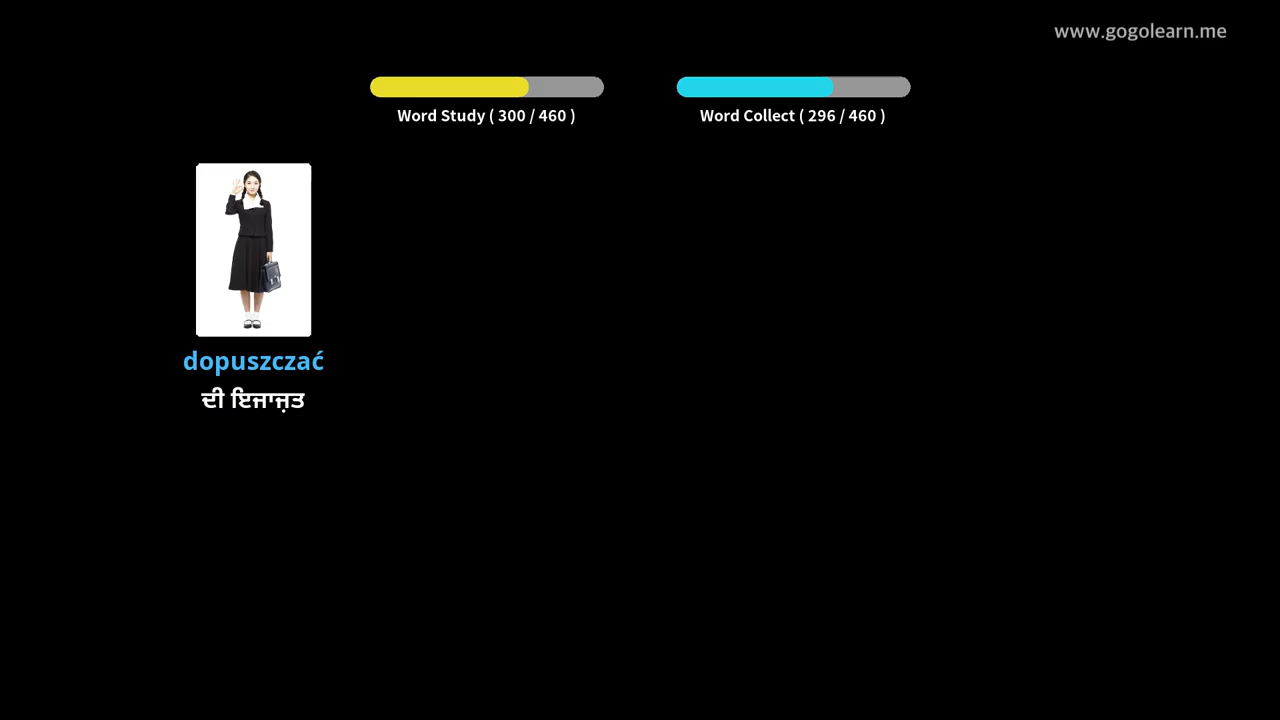 www.gogolearn.me
Word Study ( 300 / 460 )
Word Collect ( 296 / 460 )
dopuszczać
ਦੀ ਇਜਾਜ਼ਤ